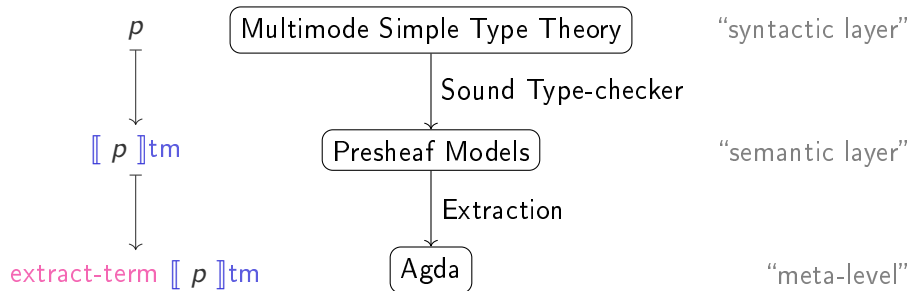 p Multimode Simple Type Theory “syntactic layer”
Sound Type-checker
⟦ p ⟧tm Presheaf Models “semantic layer”
Extraction
extract-term ⟦ p ⟧tm Agda “meta-level”